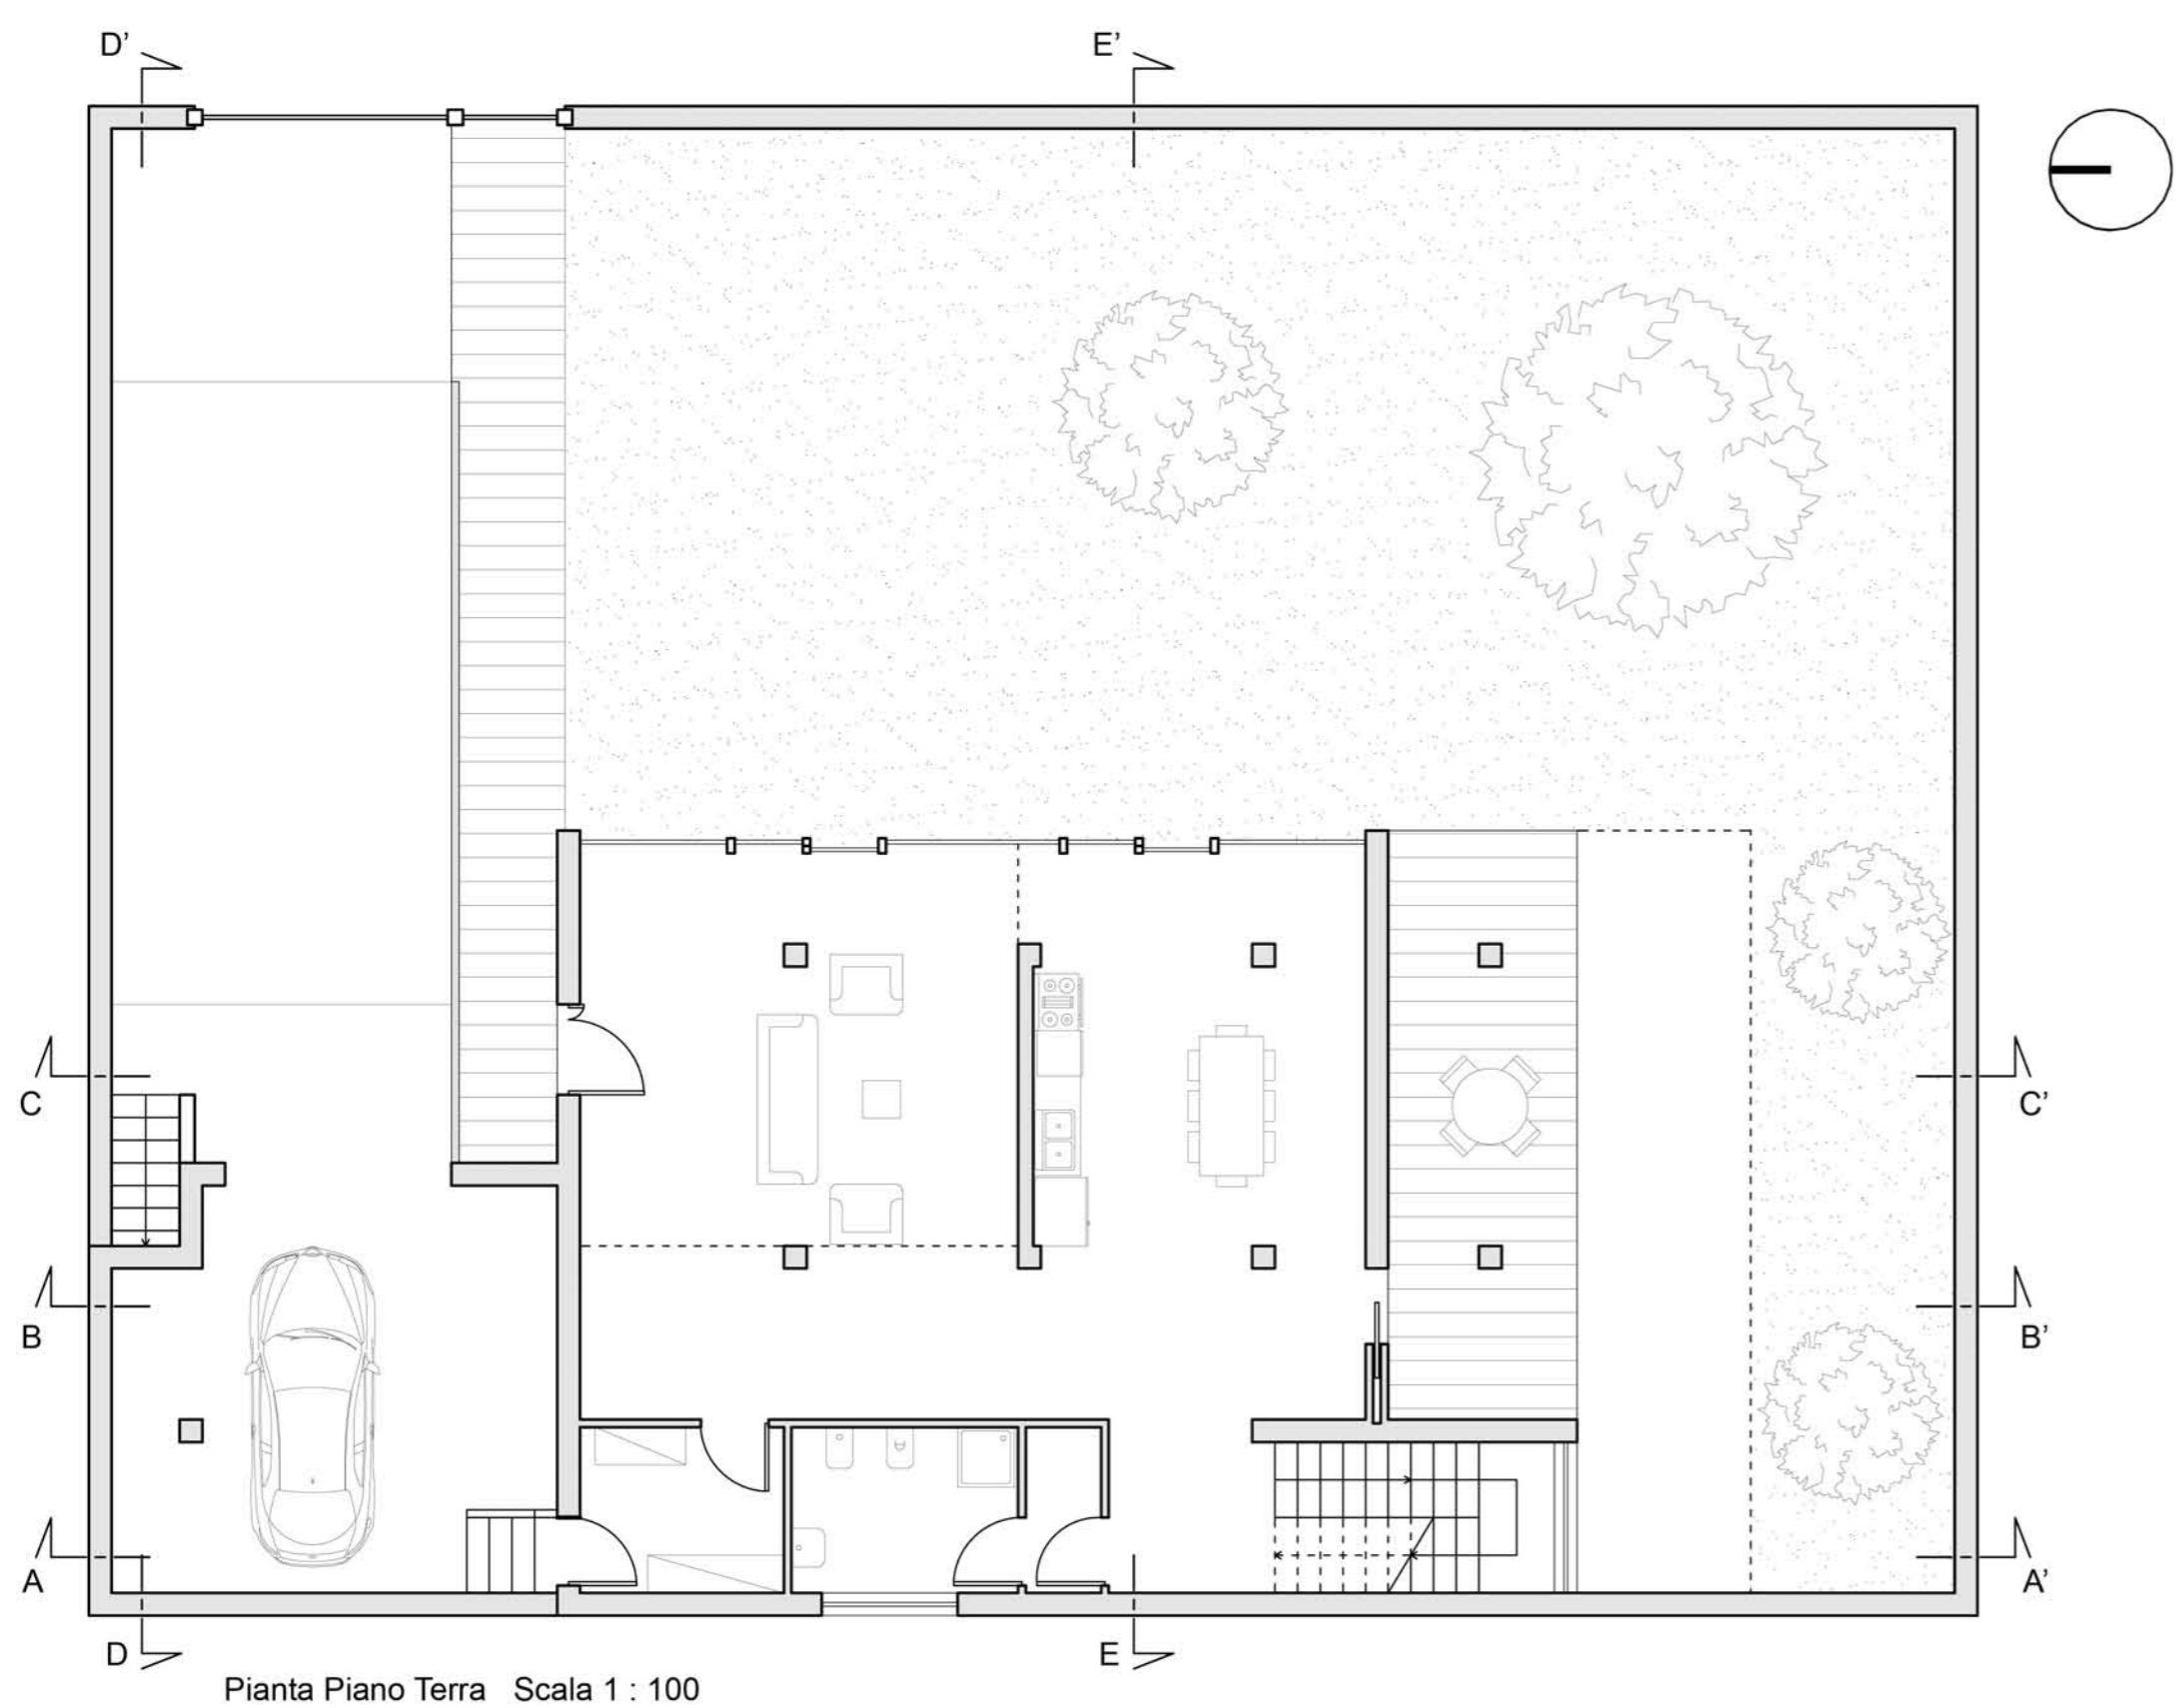 D’
E’
C
C’
B
B’
A
A’
D
E
Pianta Piano Terra Scala 1 : 100